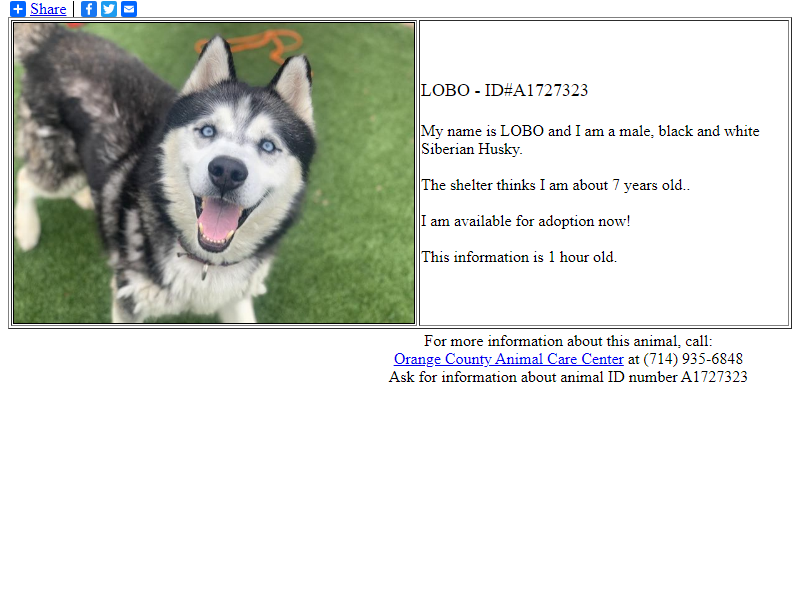 Share |
LOBO - ID#A1727323
My name is LOBO and I am a male, black and white
Siberian Husky.
The shelter thinks I am about 7 years old..
I am available for adoption now!
This information is 1 hour old.
For more information about this animal, call:
Orange County Animal Care Center at (714) 935-6848
Ask for information about animal ID number A1727323